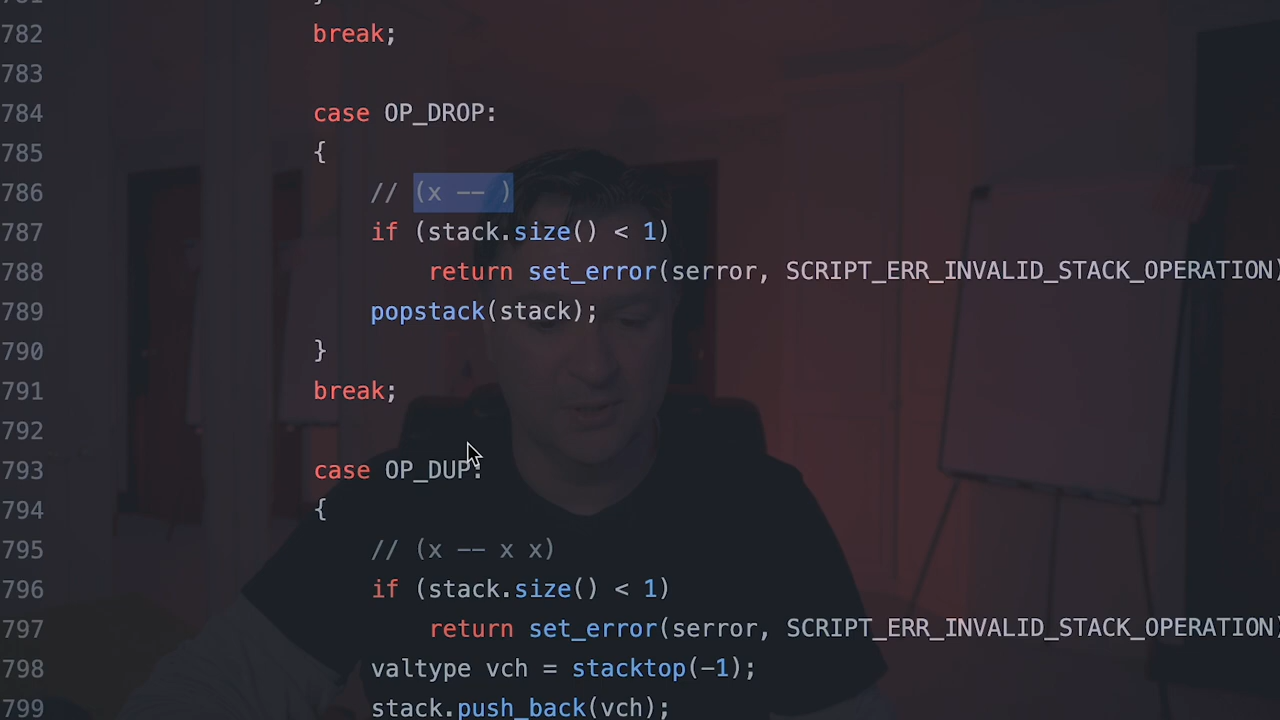 781 }
782 break;
783
784 case OP_DROP:
785 {
786 // (x -- )
787 if (stack.size() < 1)
788 return set_error(serror, SCRIPT_ERR_INVALID_STACK_OPERATION)
789 popstack(stack);
790 }
791 break;
792
793 case OP_DUP:
794 {
795 // (x -- x x)
796 if (stack.size() < 1)
797 return set_error(serror, SCRIPT_ERR_INVALID_STACK_OPERATION)
798 valtype vch = stacktop(-1);
799 stack.push_back(vch);